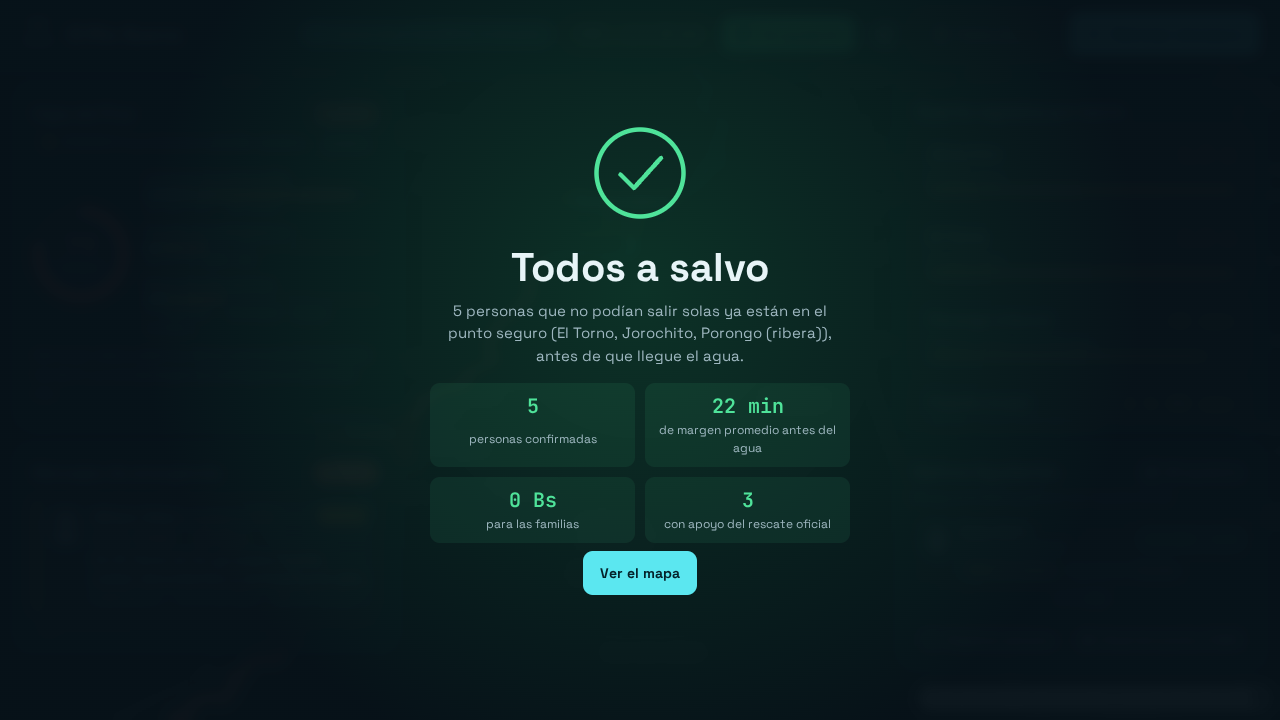 Todos a salvo
5 personas que no podían salir solas ya están en el
punto seguro (El Torno, Jorochito, Porongo (ribera)),
antes de que llegue el agua.
5
personas confirmadas
22 min
de margen promedio antes del
agua
0 Bs
para las familias
3
con apoyo del rescate oficial
Ver el mapa